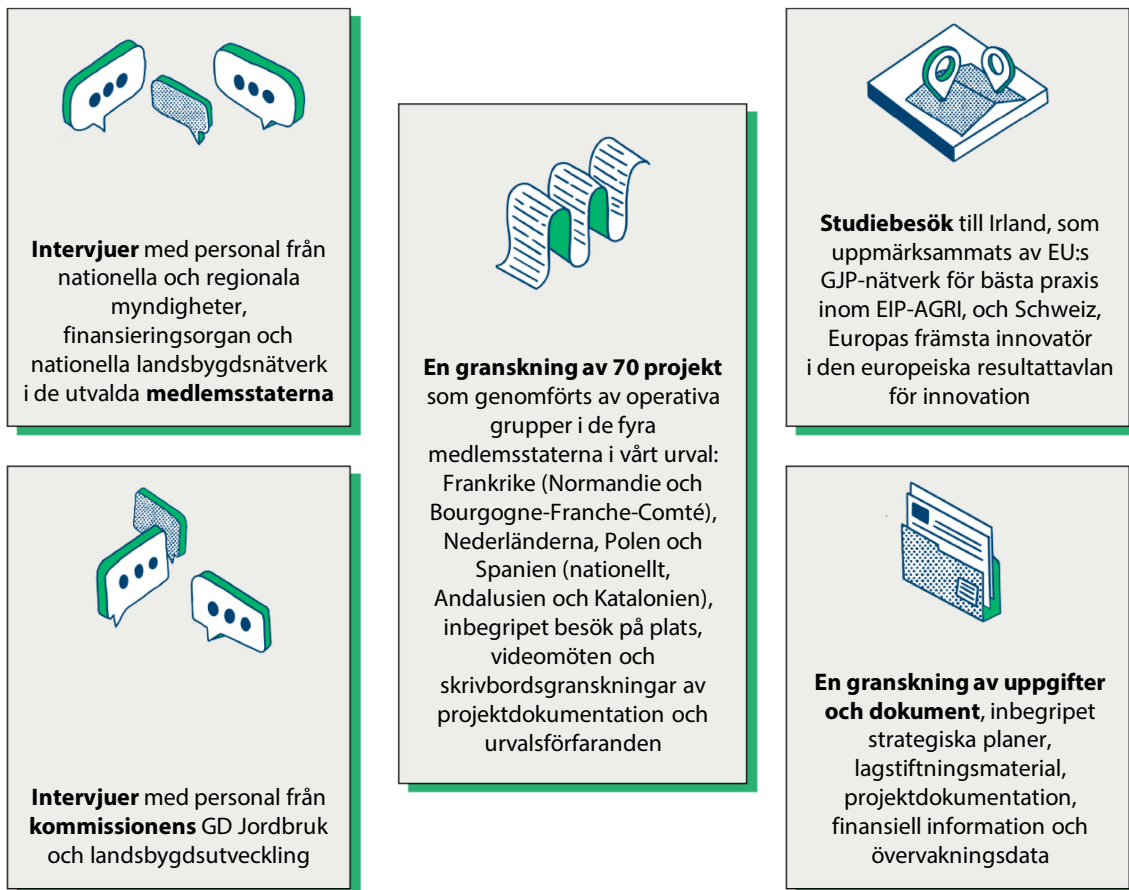 Intervjuer med personal från
nationella och regionala
myndigheter,
finansieringsorgan och
nationella landsbygdsnätverk
i de utvalda medlemsstaterna
Intervjuer med personal från
kommissionens GD Jordbruk
och landsbygdsutveckling
En granskning av 70 projekt
som genomförts av operativa
grupper i de fyra
medlemsstaterna i vårt urval:
Frankrike (Normandie och
Bourgogne-Franche-Comté),
Nederländerna, Polen och
Spanien (nationellt,
Andalusien och Katalonien),
inbegripet besök på plats,
videomöten och
skrivbordsgranskningar av
projektdokumentation och
urvalsförfaranden
Studiebesök till Irland, som
uppmärksammats av EU:s
GJP-nätverk för bästa praxis
inom EIP-AGRI, och Schweiz,
Europas främsta innovatör
i den europeiska resultattavlan
för innovation
En granskning av uppgifter
och dokument, inbegripet
strategiska planer,
lagstiftningsmaterial,
projektdokumentation,
finansiell information och
övervakningsdata